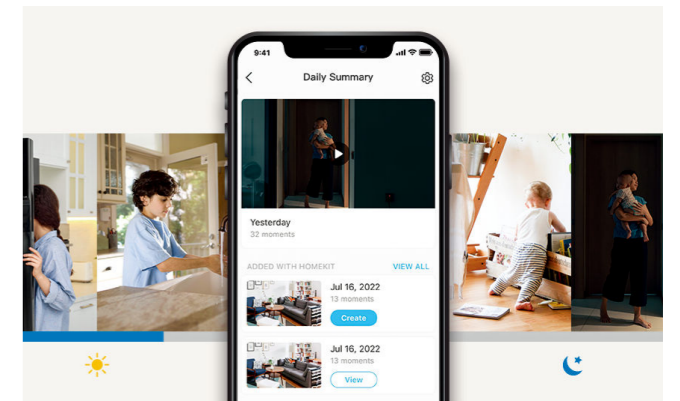 9:41
Daily Summary
Yesterday
32 moments
ADDED WITH HOMEKIT VIEW ALL
Jul 16, 2022
13 moments
Create
Jul 16, 2022
13 moments
View